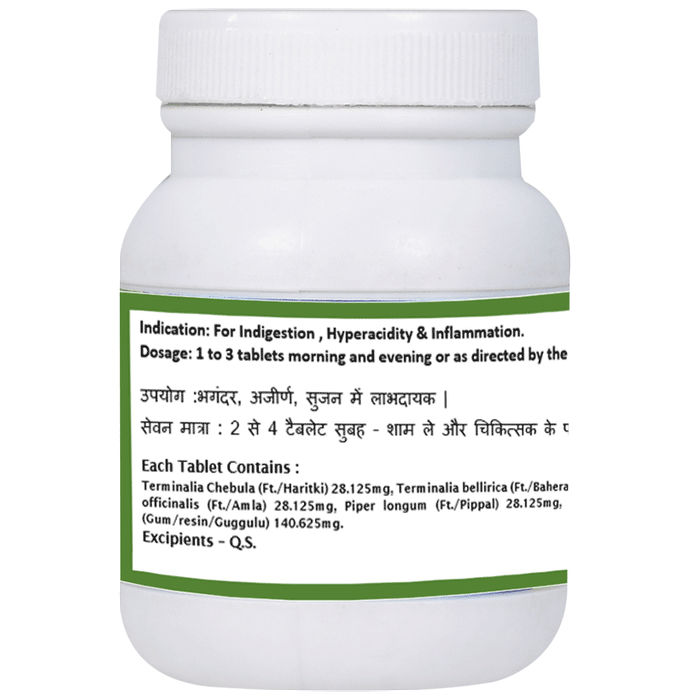 Indication: For Indigestion , Hyperacidity & Inflammation.
Dosage: 1 to 3 tablets morning and evening or as directed by the
उपयोग :भगंदर, अजीर्ण, सुजन में लाभदायक |
सेवन मात्रा : 2 से 4 टैबलेट सुबह - शाम ले और चिकित्सक के
Each Tablet Contains :
Terminalia Chebula (Ft./Haritki) 28.125mg, Terminalia bellirica (Ft./Bahera
officinalis (Ft./Amla) 28.125mg, Piper longum (Ft./Pippal) 28.125mg,
(Gum/resin/Guggulu) 140.625mg.
Excipients - Q.S.